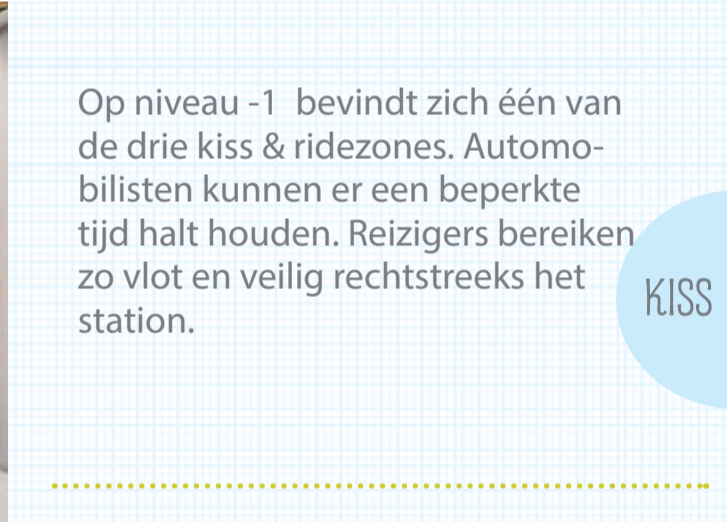 Op niveau -1 bevindt zich één van
de drie kiss & ridezones. Automo-
bilisten kunnen er een beperkte
tijd halt houden. Reizigers bereiken
zo vlot en veilig rechtstreeks het
station.
KISS